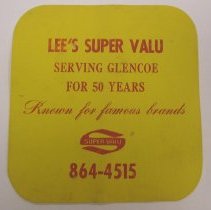 LEE'S SUPER VALU
SERVING GLENCOE
FOR 50 YEARS
Known for famous brands
SUPER VALU
864-4515